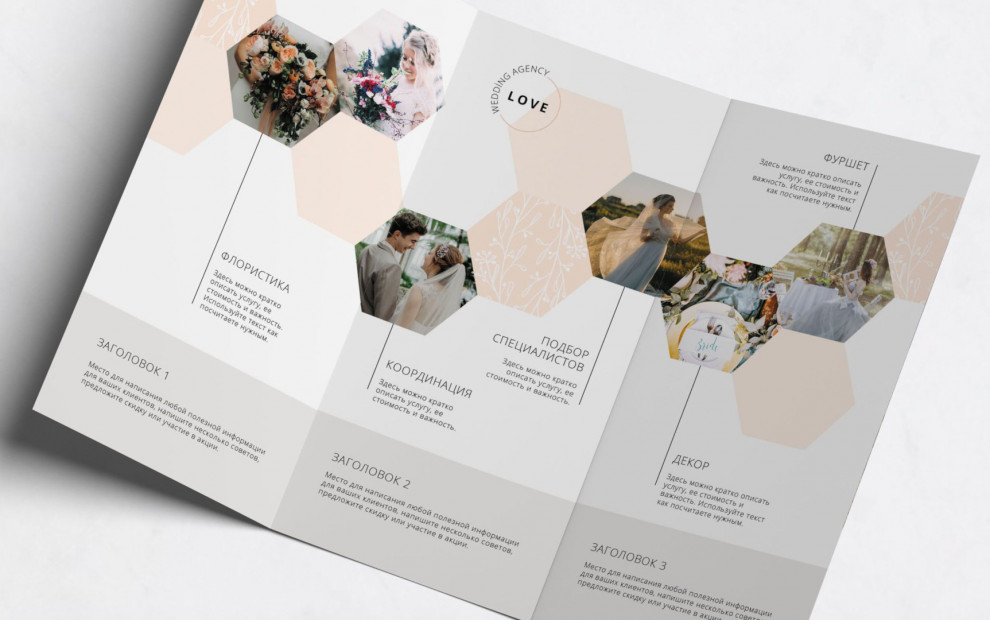 WEDDING AGENCY
LOVE
ФУРШЕТ
Здесь можно кратко описать
услугу, ее стоимость и
важность. Используйте текст
как посчитаете нужным.
ФЛОРИСТИКА
Здесь можно кратко
описать услугу, ее
стоимость и важность.
Используйте текст как
посчитаете нужным.
КООРДИНАЦИЯ
Здесь можно кратко
описать услугу, ее
стоимость и важность.
ПОДБОР
СПЕЦИАЛИСТОВ
Здесь можно кратко
описать услугу, ее
стоимость и важность.
Bride
ДЕКОР
Здесь можно кратко описать
услугу, ее стоимость и
важность. Используйте текст
как посчитаете нужным.
ЗАГОЛОВОК 1
Место для написания любой полезной информации
для ваших клиентов, напишите несколько советов,
предложите скидку или участие в акции.
ЗАГОЛОВОК 2
Место для написания любой полезной информации
для ваших клиентов, напишите несколько советов,
предложите скидку или участие в акции.
ЗАГОЛОВОК 3
Место для написания любой полезной информации
для ваших клиентов, напишите несколько советов,
предложите скидку или участие в акции.